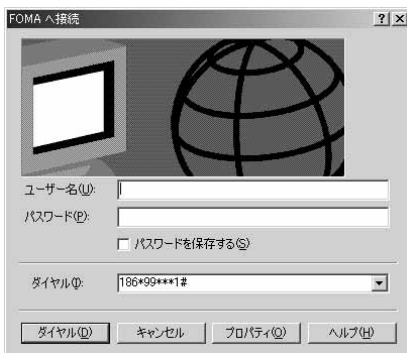 FOMA へ接続
ユーザー名(U):
パスワード(P):
パスワードを保存する(S)
ダイヤル(I): 186*99***1#
ダイヤル(D) キャンセル プロパティ(O) ヘルプ(H)